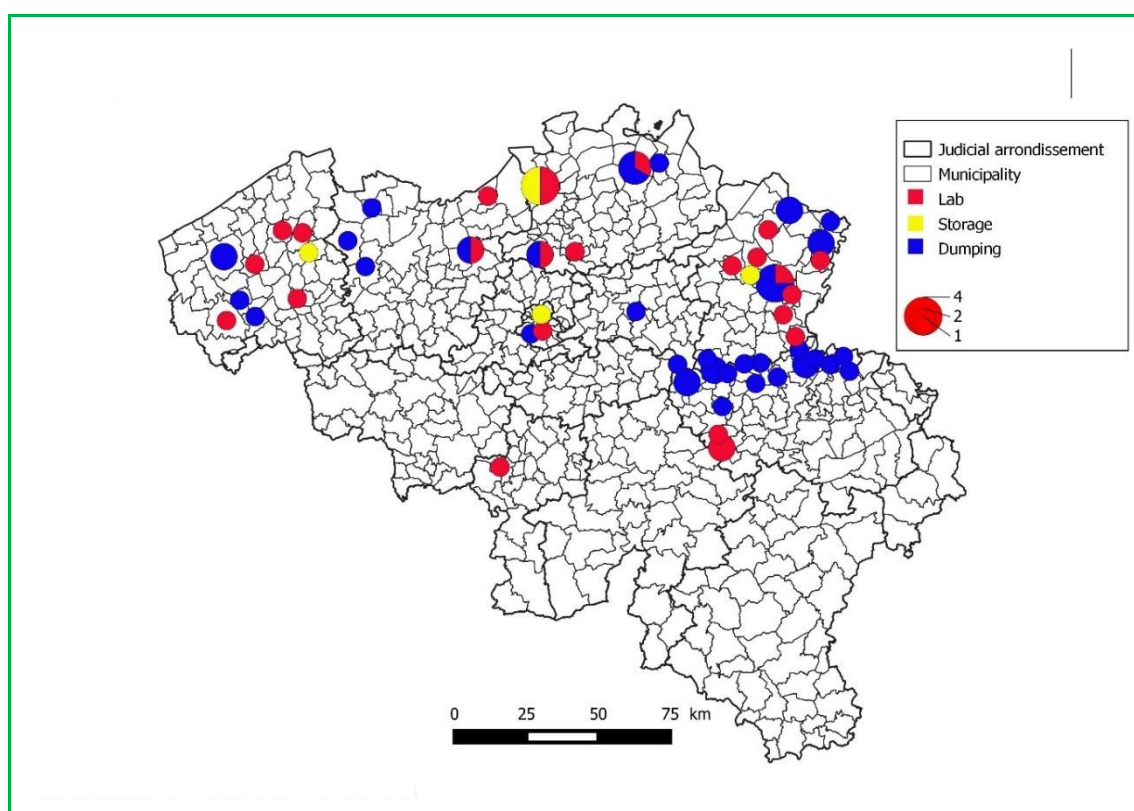 Judicial arrondissement
Municipality
Lab
Storage
Dumping
4
2
1
0 25 50 75 km